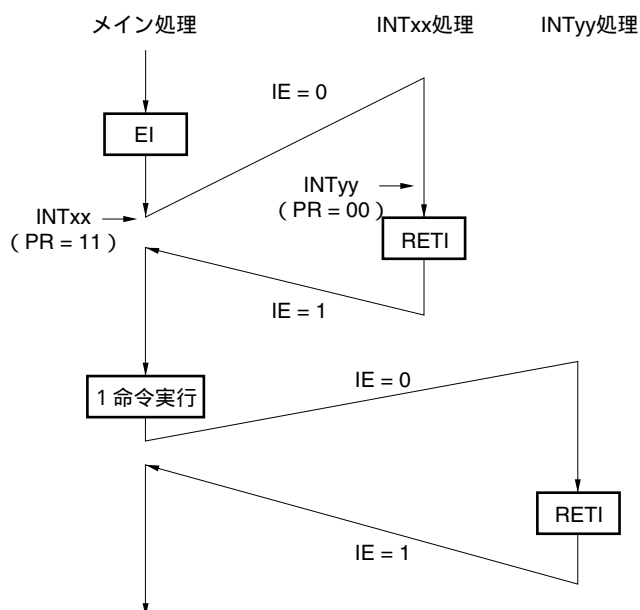 メイン処理 INTxx処理 INTyy処理
IE = 0
EI
INTyy
( PR = 00 )
INTxx
( PR = 11 )
RETI
IE = 1
IE = 0
1 命令実行
RETI
IE = 1